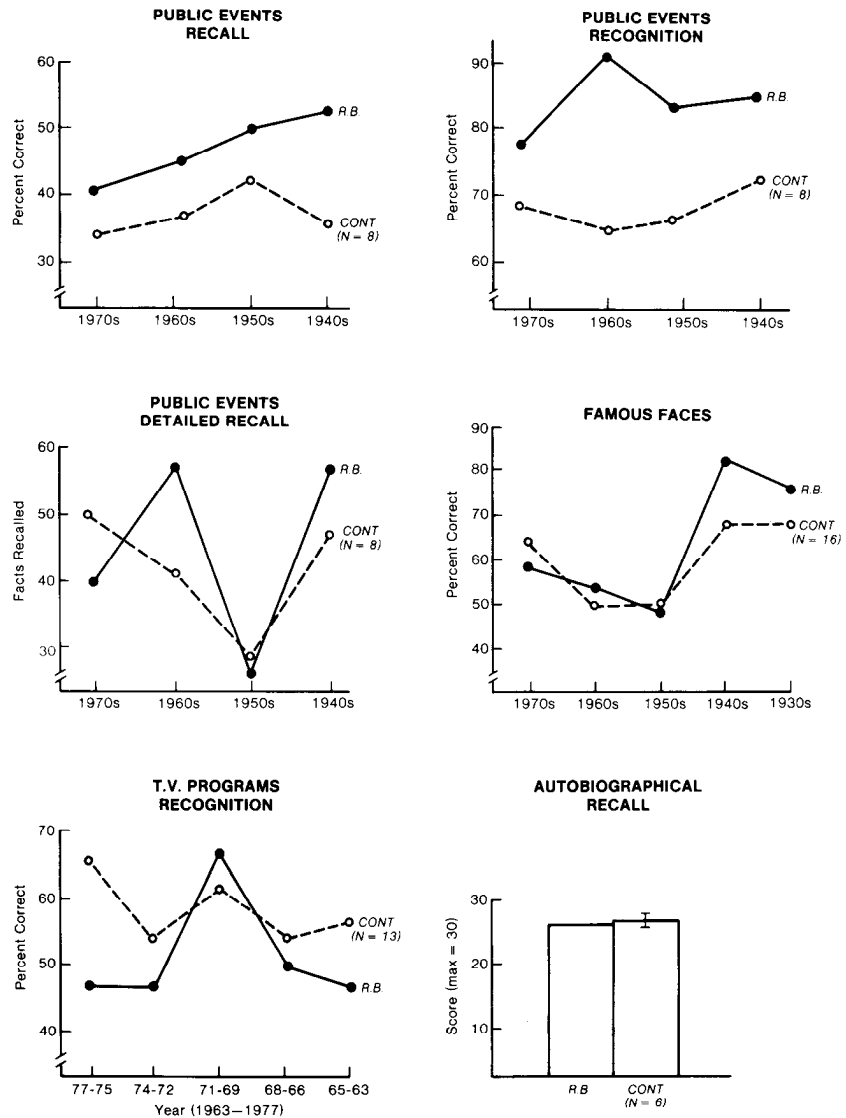 PUBLIC EVENTS
RECALL
60
50
40
30
Percent Correct
R.B.
CONT
(N = 8)
1970s 1960s 1950s 1940s
PUBLIC EVENTS
RECOGNITION
90
80
70
60
Percent Correct
R.B.
CONT
(N = 8)
1970s 1960s 1950s 1940s
PUBLIC EVENTS
DETAILED RECALL
60
50
40
30
Facts Recalled
R.B.
CONT
(N = 8)
1970s 1960s 1950s 1940s
FAMOUS FACES
90
80
70
60
50
40
Percent Correct
R.B.
CONT
(N = 16)
1970s 1960s 1950s 1940s 1930s
T.V. PROGRAMS
RECOGNITION
70
60
50
40
Percent Correct
CONT
(N = 13)
R.B.
77-75 74-72 71-69 68-66 65-63
Year (1963—1977)
AUTOBIOGRAPHICAL
RECALL
30
20
10
Score (max = 30)
R.B CONT
(N = 6)